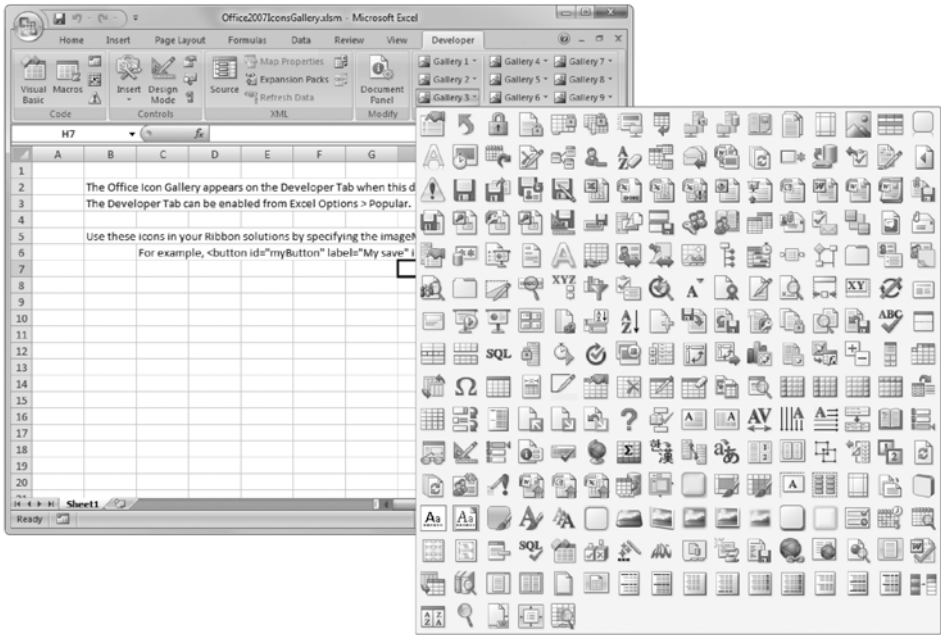 Office2007IconsGallery.xlsm - Microsoft Excel
Home Insert Page Layout Formulas Data Review View Developer
Visual Basic
Macros
Code
Insert
Design Mode
Controls
Source
Map Properties
Expansion Packs
Refresh Data
XML
Document Panel
Modify
Gallery 1 Gallery 4 Gallery 7
Gallery 2 Gallery 5 Gallery 8
Gallery 3 Gallery 6 Gallery 9
H7 fx
A B C D E F G
1
2 The Office Icon Gallery appears on the Developer Tab when this d
3 The Developer Tab can be enabled from Excel Options > Popular.
4
5 Use these icons in your Ribbon solutions by specifying the imageM
6 For example, <button id="myButton" label="My save" i
7
8
9
10
11
12
13
14
15
16
17
18
19
20
Sheet1
Ready
XYZ
XY
ABC
SQL
AV
Aa Aa
SQL